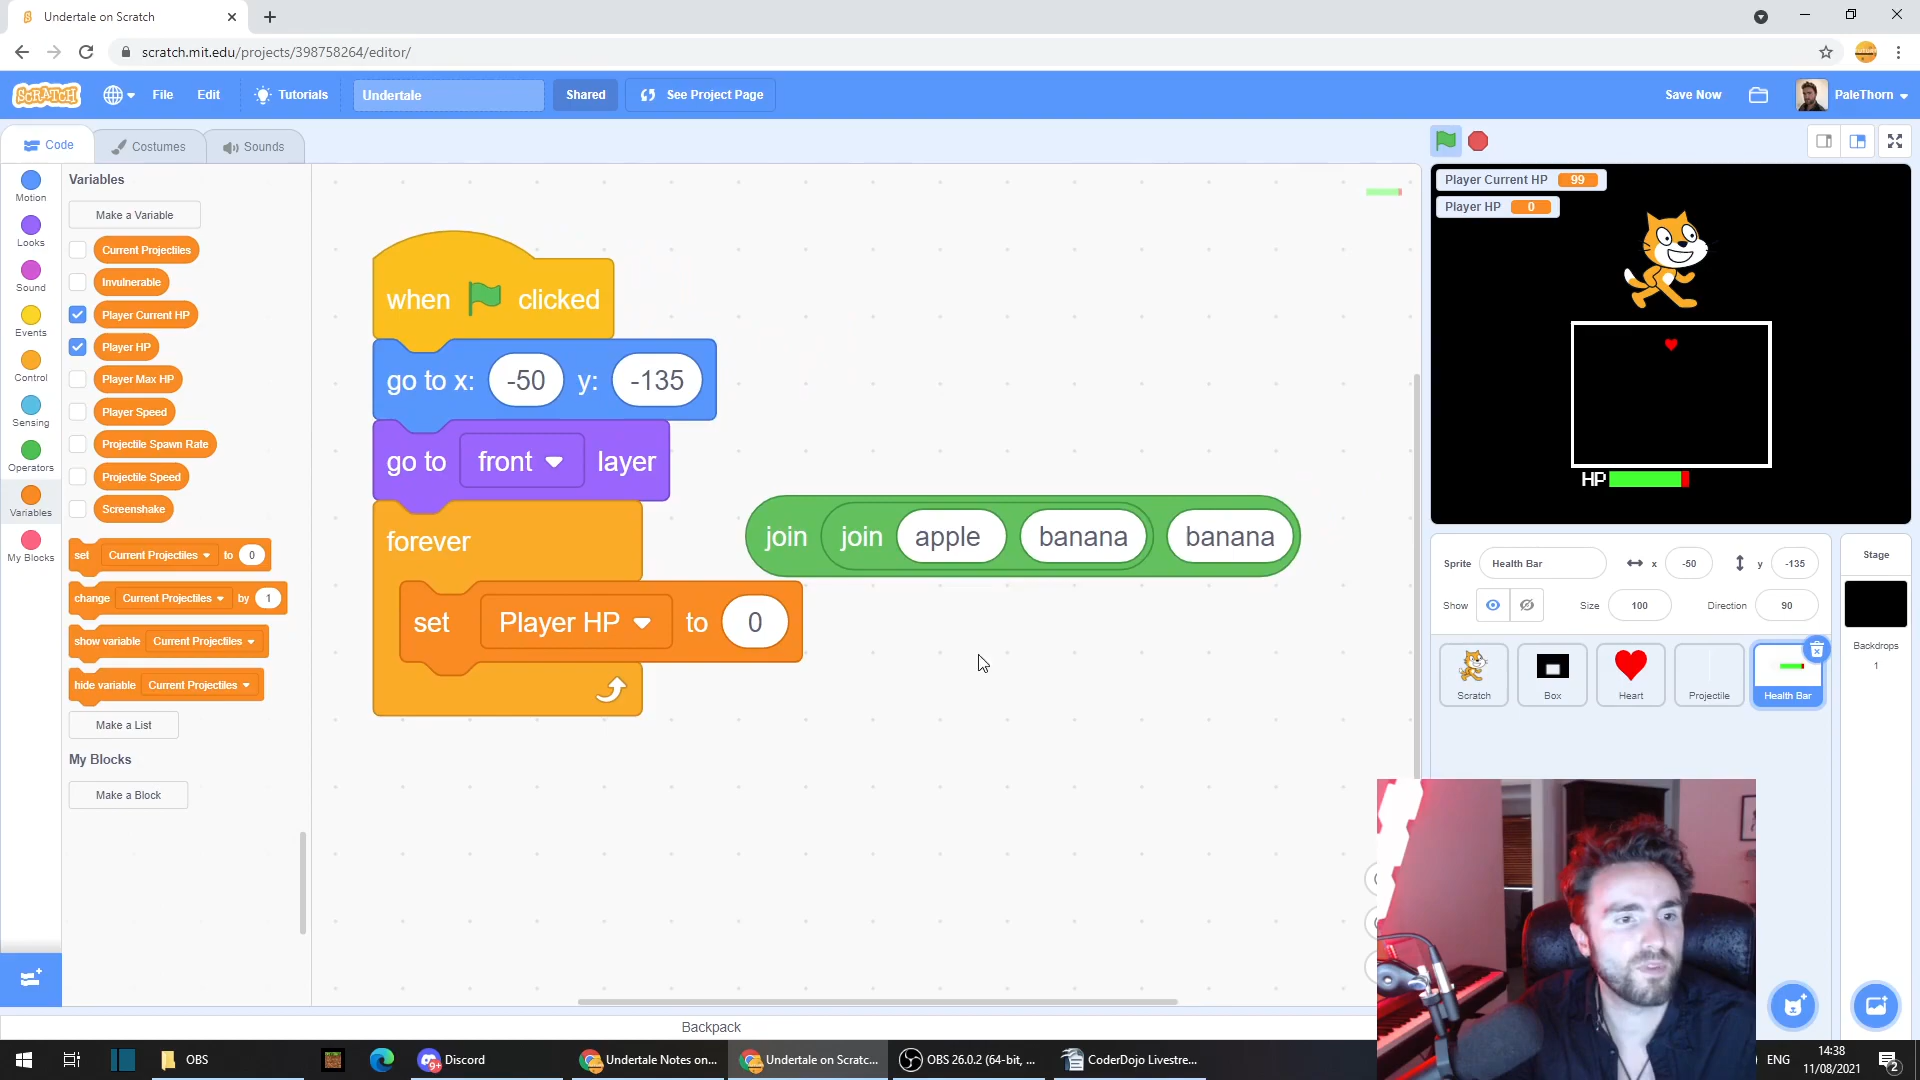 Undertale on Scratch
scratch.mit.edu/projects/398758264/editor/
SCRATCH
File
Edit
Tutorials
Undertale
Shared
See Project Page
Save Now
PaleThorn
Code
Costumes
Sounds
Motion
Looks
Sound
Events
Control
Sensing
Operators
Variables
My Blocks
Variables
Make a Variable
Current Projectiles
Invulnerable
Player Current HP
Player HP
Player Max HP
Player Speed
Projectile Spawn Rate
Projectile Speed
Screenshake
set Current Projectiles to 0
change Current Projectiles by 1
show variable Current Projectiles
hide variable Current Projectiles
Make a List
My Blocks
Make a Block
when clicked
go to x: -50 y: -135
go to front layer
forever
set Player HP to 0
join join apple banana banana
Player Current HP 99
Player HP 0
HP
Sprite Health Bar x -50 y -135
Show Size 100 Direction 90
Scratch
Box
Heart
Projectile
Health Bar
Stage
Backdrops
1
Backpack
OBS
9+
Discord
Undertale Notes on...
Undertale on Scratc...
OBS 26.0.2 (64-bit, ...
CoderDojo Livestre...
ENG
14:38
11/08/2021
2